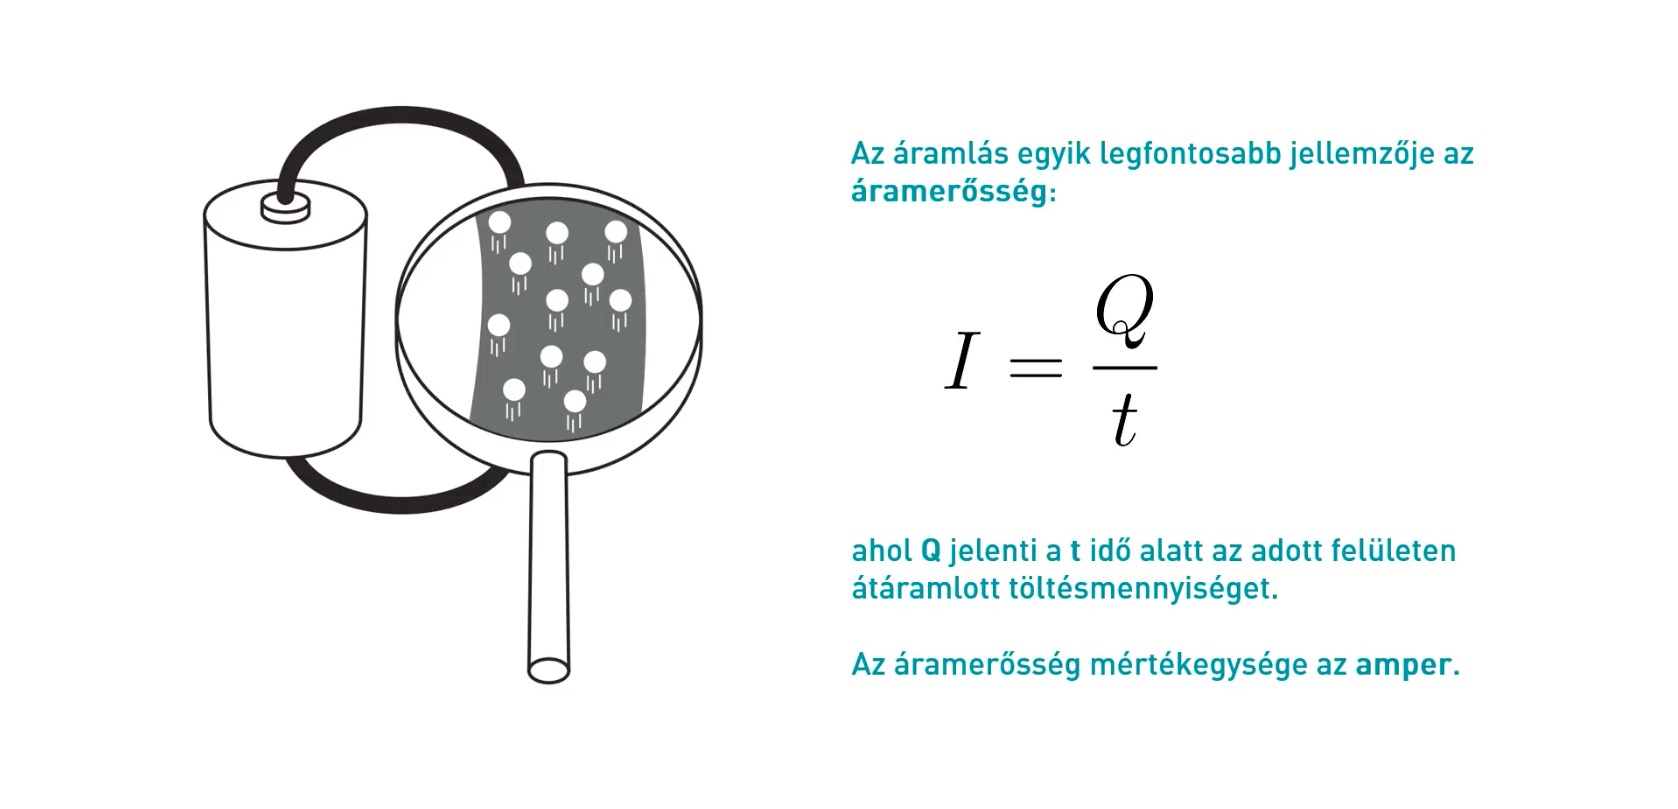 Az áramlás egyik legfontosabb jellemzője az
áramerősség:
I = Q/t
ahol Q jelenti a t idő alatt az adott felületen
átáramlott töltésmennyiséget.
Az áramerősség mértékegysége az amper.